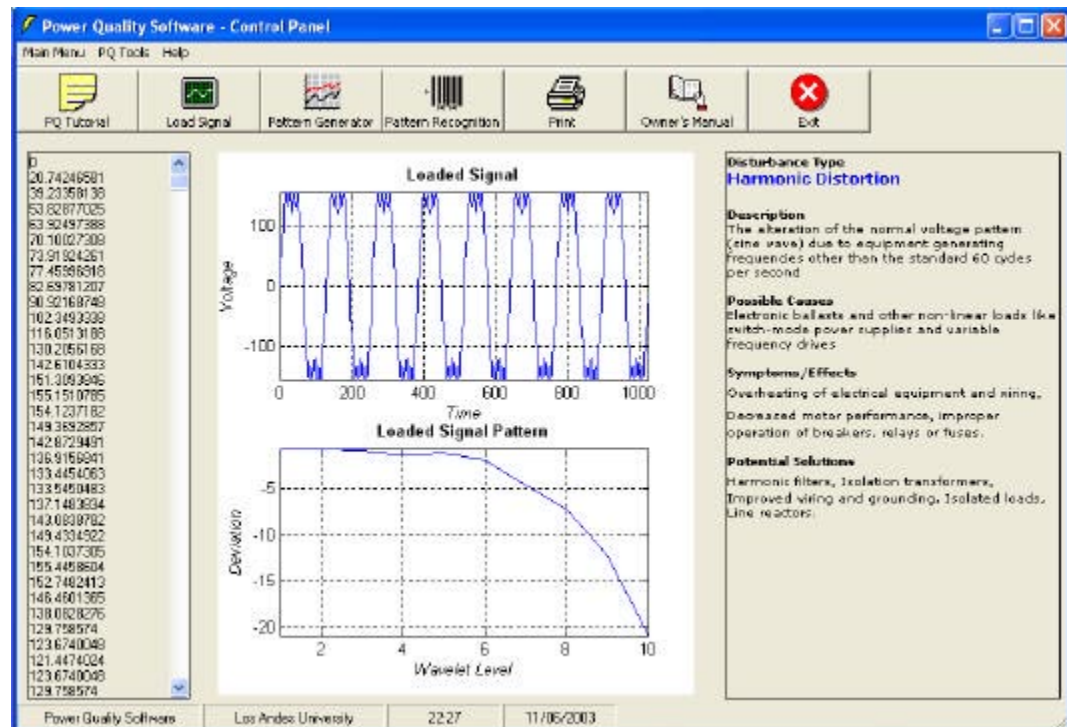 Power Quality Software - Control Panel
Main Menu PQ Tools Help
PQ Tutorial Load Signal Pattern Generator Pattern Recognition Print Owner's Manual Exit
0
20.74246581
39.23358138
53.82877025
63.92497388
70.10027309
73.91924261
77.45996918
82.69781207
90.92168748
102.3493338
116.0513188
130.2056168
142.6104333
151.3093946
155.1510785
154.1237182
149.3692857
142.8729491
136.9156941
133.4454063
133.5450483
137.1483934
143.0838782
149.4334922
154.1037305
155.4458604
152.7482413
146.4601365
138.0828276
129.758574
123.6740048
121.4474024
123.6740048
129.758574
Loaded Signal
Voltage
100
0
-100
0 200 400 600 800 1000
Time
Loaded Signal Pattern
Deviation
-5
-10
-15
-20
2 4 6 8 10
Wavelet Level
Disturbance Type
Harmonic Distortion
Description
The alteration of the normal voltage pattern
(sine wave) due to equipment generating
frequencies other than the standard 60 cycles
per second
Possible Causes
Electronic ballasts and other non-linear loads like
switch-mode power supplies and variable
frequency drives
Symptoms/Effects
Overheating of electrical equipment and wiring,
Decreased motor performance, Improper
operation of breakers, relays or fuses.
Potential Solutions
Harmonic filters, Isolation transformers,
Improved wiring and grounding, Isolated loads,
Line reactors.
Power Quality Software Los Andes University 22:27 11/06/2003